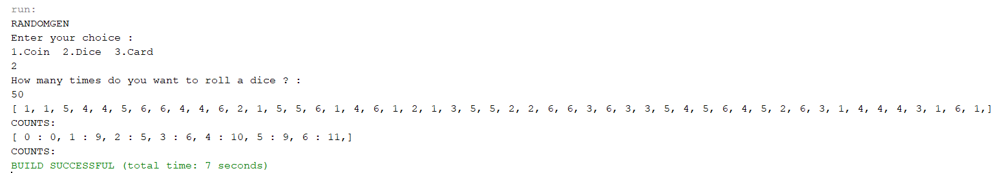 run:
RANDOMGEN
Enter your choice :
1.Coin  2.Dice  3.Card
2
How many times do you want to roll a dice ? :
50
[ 1, 1, 5, 4, 4, 5, 6, 6, 4, 4, 6, 2, 1, 5, 5, 6, 1, 4, 6, 1, 2, 1, 3, 5, 5, 2, 2, 6, 6, 3, 6, 3, 3, 5, 4, 5, 6, 4, 5, 2, 6, 3, 1, 4, 4, 4, 3, 1, 6, 1,]
COUNTS:
[ 0 : 0, 1 : 9, 2 : 5, 3 : 6, 4 : 10, 5 : 9, 6 : 11,]
COUNTS:
BUILD SUCCESSFUL (total time: 7 seconds)